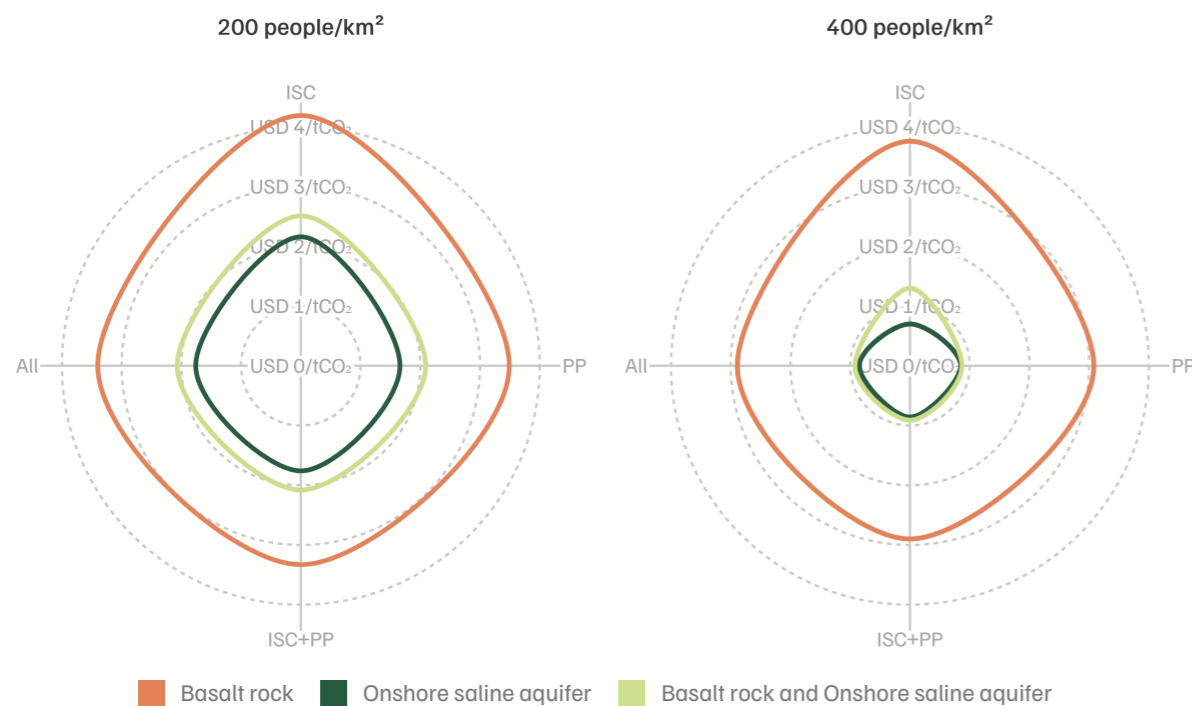 200 people/km²
400 people/km²
ISC
USD 4/tCO₂
USD 3/tCO₂
USD 2/tCO₂
USD 1/tCO₂
USD 0/tCO₂
All
PP
ISC+PP
ISC
USD 4/tCO₂
USD 3/tCO₂
USD 2/tCO₂
USD 1/tCO₂
USD 0/tCO₂
All
PP
ISC+PP
Basalt rock
Onshore saline aquifer
Basalt rock and Onshore saline aquifer